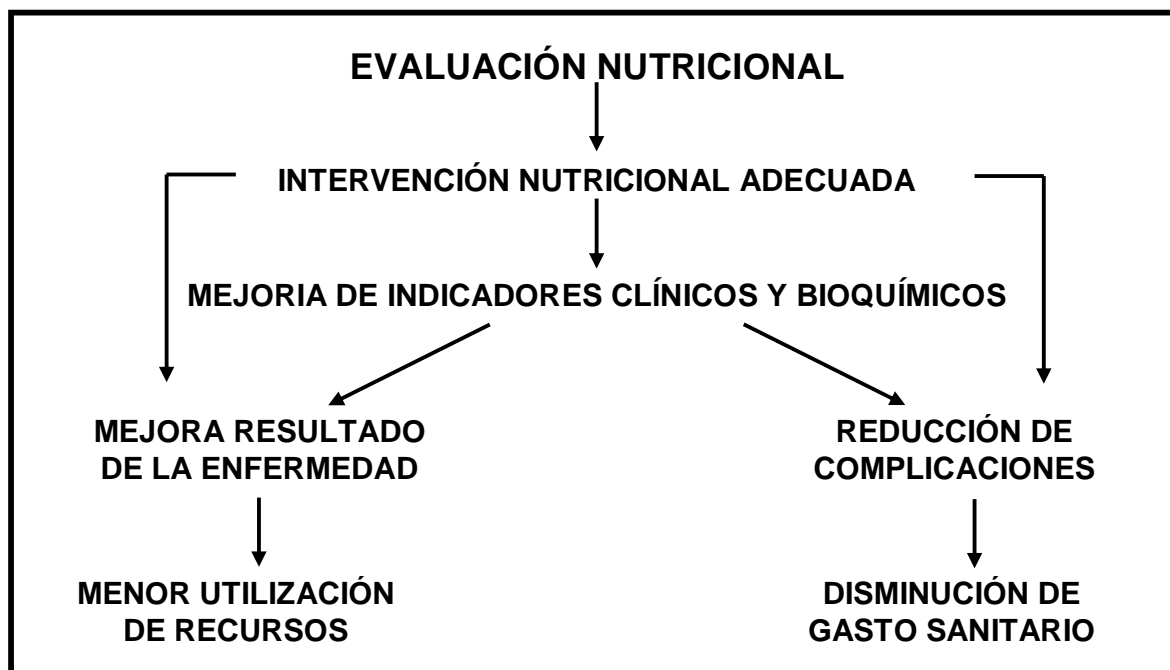 EVALUACIÓN NUTRICIONAL
INTERVENCIÓN NUTRICIONAL ADECUADA
MEJORIA DE INDICADORES CLÍNICOS Y BIOQUÍMICOS
MEJORA RESULTADO
DE LA ENFERMEDAD
REDUCCIÓN DE
COMPLICACIONES
MENOR UTILIZACIÓN
DE RECURSOS
DISMINUCIÓN DE
GASTO SANITARIO